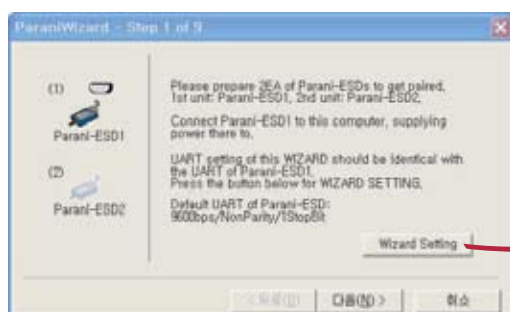 ParaniWizard - Step 1 of 9
(1)
Parani-ESD1
(2)
Parani-ESD2
Please prepare 2EA of Parani-ESDs to get paired,
1st unit: Parani-ESD1, 2nd unit: Parani-ESD2,
Connect Parani-ESD1 to this computer, supplying
power there to,
UART setting of this WIZARD should be identical with
the UART of Parani-ESD1,
Press the button below for WIZARD SETTING,
Default UART of Parani-ESD:
9600bps/NonParity/1StopBit
Wizard Setting
다음(N) >
취소